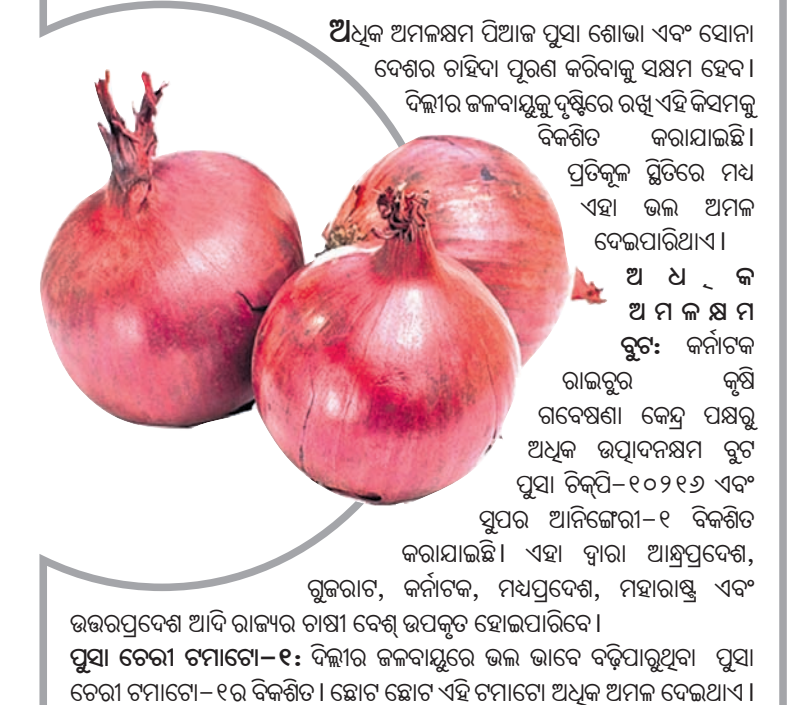 ଅଧିକ ଅମଳକ୍ଷମ ପିଆଜ ପୁସା ଶୋଭା ଏବଂ ସୋନା
ଦେଶର ଚାହିଦା ପୂରଣ କରିବାକୁ ସକ୍ଷମ ହେବ।
ଦିଲ୍ଲୀର ଜଳବାୟୁକୁ ଦୃଷ୍ଟିରେ ରଖି ଏହି କିସମକୁ
ବିକଶିତ କରାଯାଇଛି।
ପ୍ରତିକୂଳ ସ୍ଥିତିରେ ମଧ୍ୟ
ଏହା ଭଲ ଅମଳ
ଦେଇପାରିଥାଏ।
ଅଧିକ
ଅମଳକ୍ଷମ
ବୁଟ: କର୍ନାଟକ
ରାଇଚୁର କୃଷି
ଗବେଷଣା କେନ୍ଦ୍ର ପକ୍ଷରୁ
ଅଧିକ ଉତ୍ପାଦନକ୍ଷମ ବୁଟ
ପୁସା ଚିକ୍‌ପି-୧୦୨୧୬ ଏବଂ
ସୁପର ଆନିଙ୍ଗେରୀ-୧ ବିକଶିତ
କରାଯାଇଛି। ଏହା ଦ୍ୱାରା ଆନ୍ଧ୍ରପ୍ରଦେଶ,
ଗୁଜରାଟ, କର୍ନାଟକ, ମଧ୍ୟପ୍ରଦେଶ, ମହାରାଷ୍ଟ୍ର ଏବଂ
ଉତ୍ତରପ୍ରଦେଶ ଆଦି ରାଜ୍ୟର ଚାଷୀ ବେଶ୍ ଉପକୃତ ହୋଇପାରିବେ।
ପୁସା ଚେରୀ ଟମାଟୋ-୧: ଦିଲ୍ଲୀର ଜଳବାୟୁରେ ଭଲ ଭାବେ ବଢ଼ିପାରୁଥିବା ପୁସା
ଚେରୀ ଟମାଟୋ-୧ର ବିକଶିତ। ଛୋଟ ଛୋଟ ଏହି ଟମାଟୋ ଅଧିକ ଅମଳ ଦେଇଥାଏ।